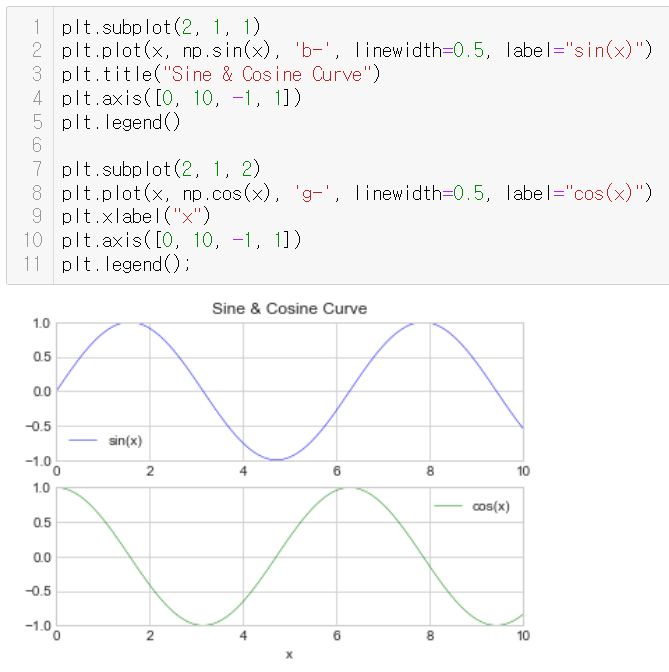 1 plt.subplot(2, 1, 1)
2 plt.plot(x, np.sin(x), 'b-', linewidth=0.5, label="sin(x)")
3 plt.title("Sine & Cosine Curve")
4 plt.axis([0, 10, -1, 1])
5 plt.legend()
6
7 plt.subplot(2, 1, 2)
8 plt.plot(x, np.cos(x), 'g-', linewidth=0.5, label="cos(x)")
9 plt.xlabel("x")
10 plt.axis([0, 10, -1, 1])
11 plt.legend();
Sine & Cosine Curve
1.0
0.5
0.0
−0.5
sin(x)
−1.0
0 2 4 6 8 10
1.0
cos(x)
0.5
0.0
−0.5
−1.0
0 2 4 6 8 10
x